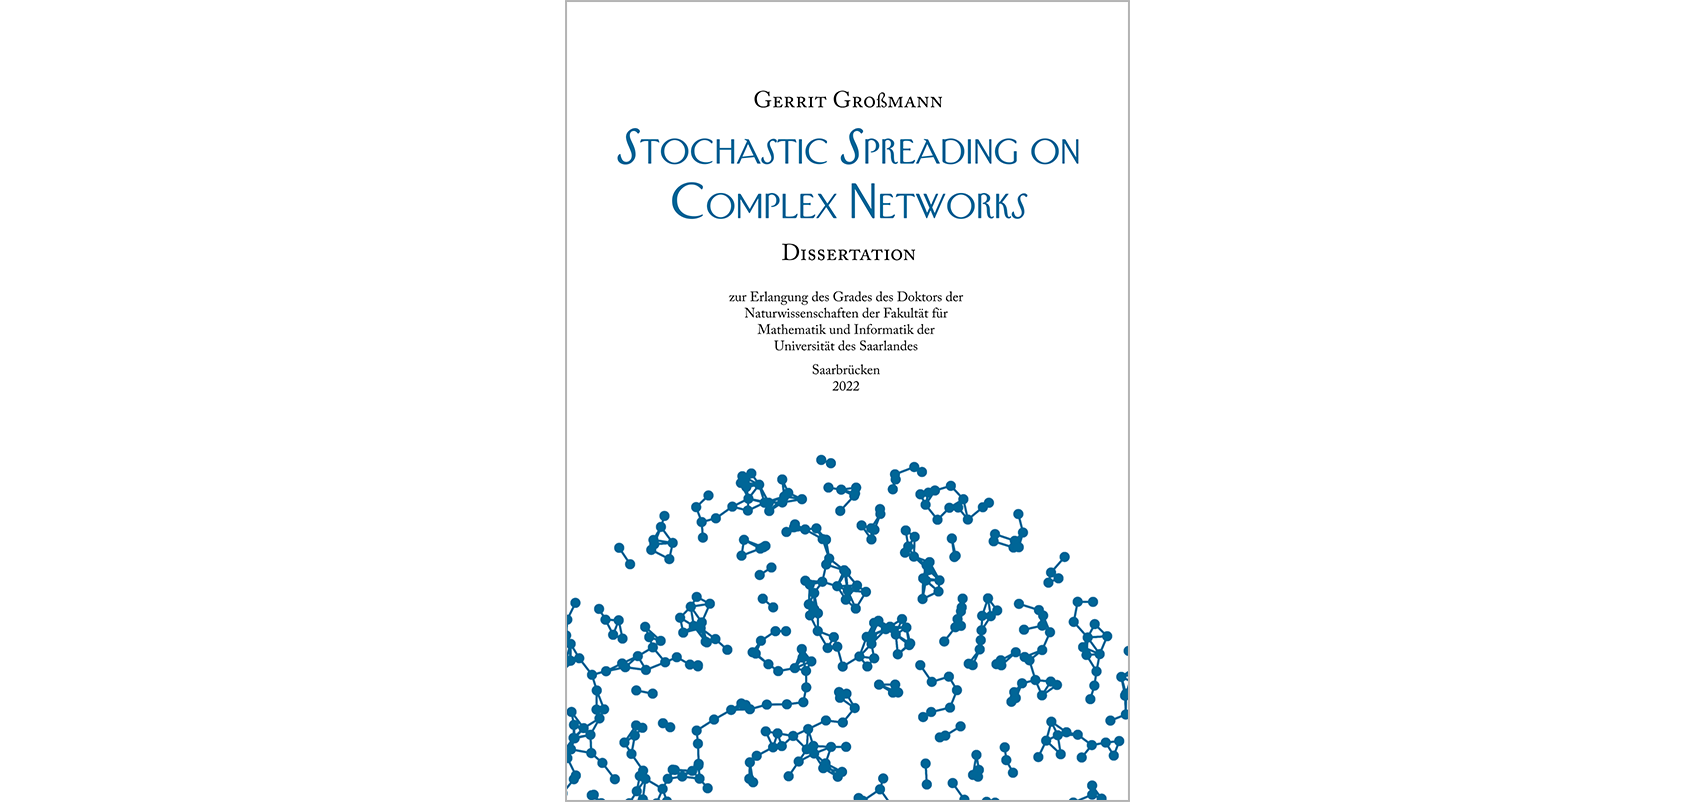 Gerrit Großmann
Stochastic Spreading on
Complex Networks
Dissertation
zur Erlangung des Grades des Doktors der
Naturwissenschaften der Fakultät für
Mathematik und Informatik der
Universität des Saarlandes
Saarbrücken
2022